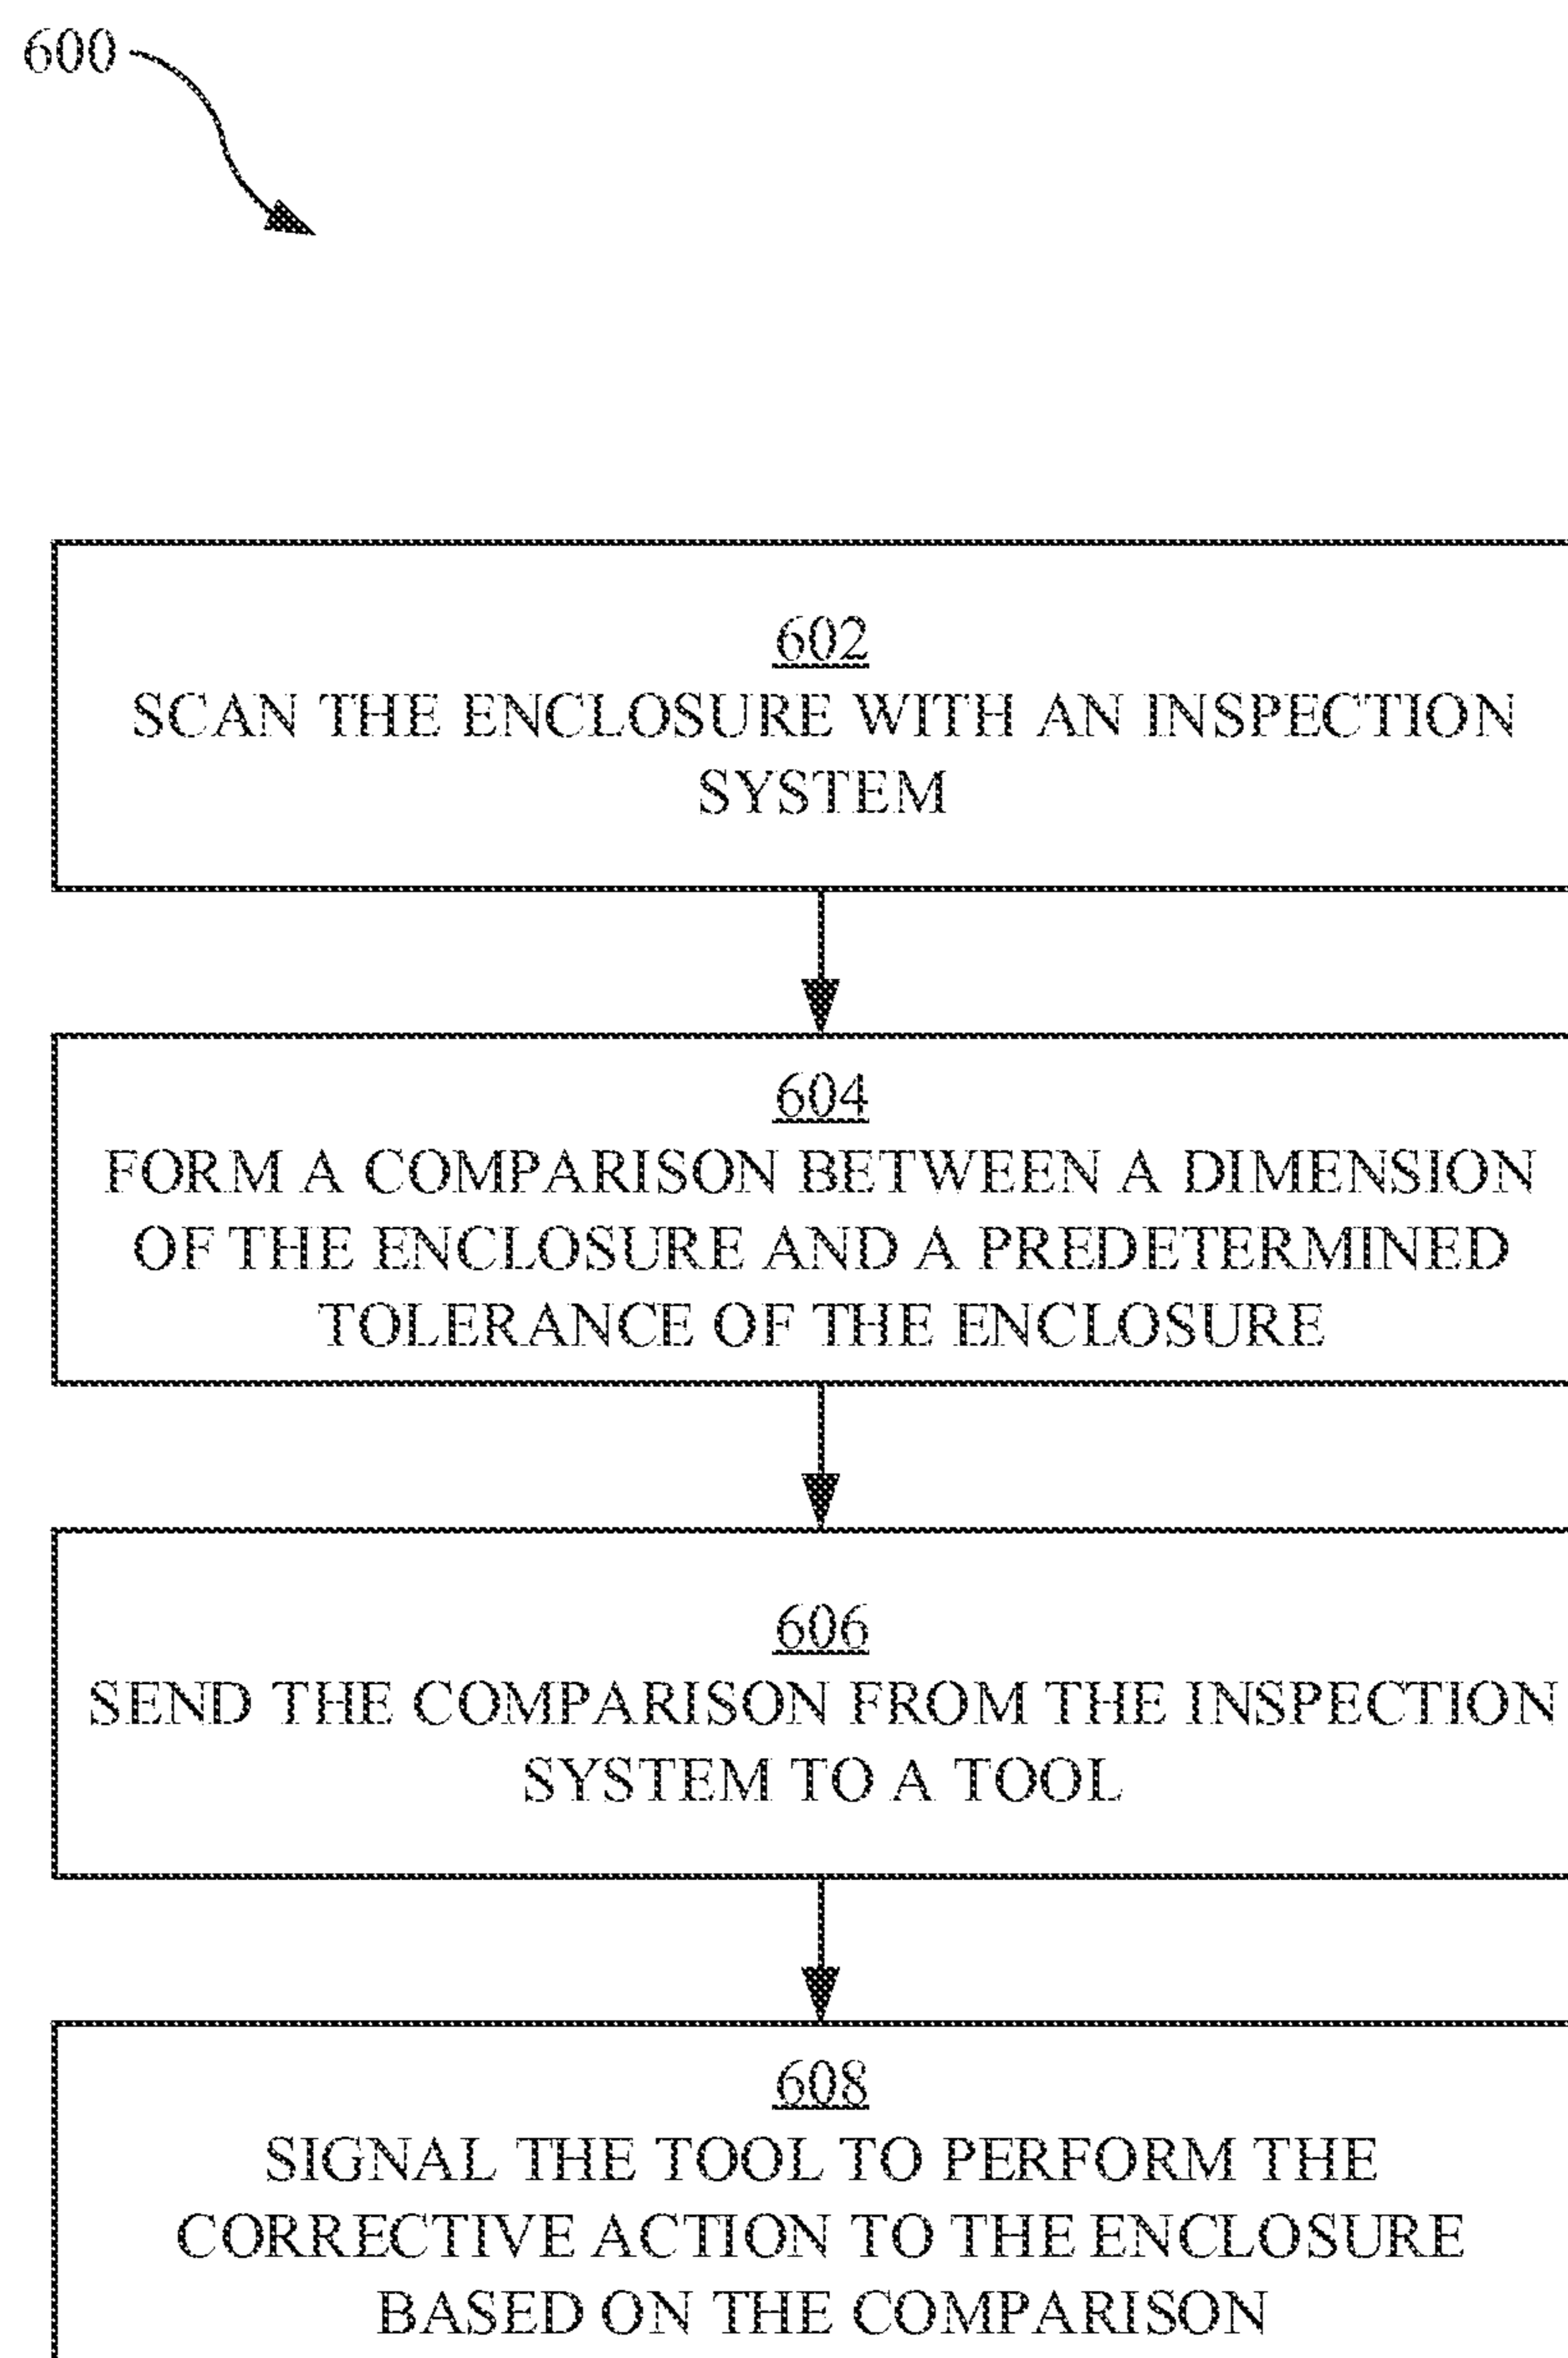 600
602
SCAN THE ENCLOSURE WITH AN INSPECTION
SYSTEM
604
FORM A COMPARISON BETWEEN A DIMENSION
OF THE ENCLOSURE AND A PREDETERMINED
TOLERANCE OF THE ENCLOSURE
606
SEND THE COMPARISON FROM THE INSPECTION
SYSTEM TO A TOOL
608
SIGNAL THE TOOL TO PERFORM THE
CORRECTIVE ACTION TO THE ENCLOSURE
BASED ON THE COMPARISON